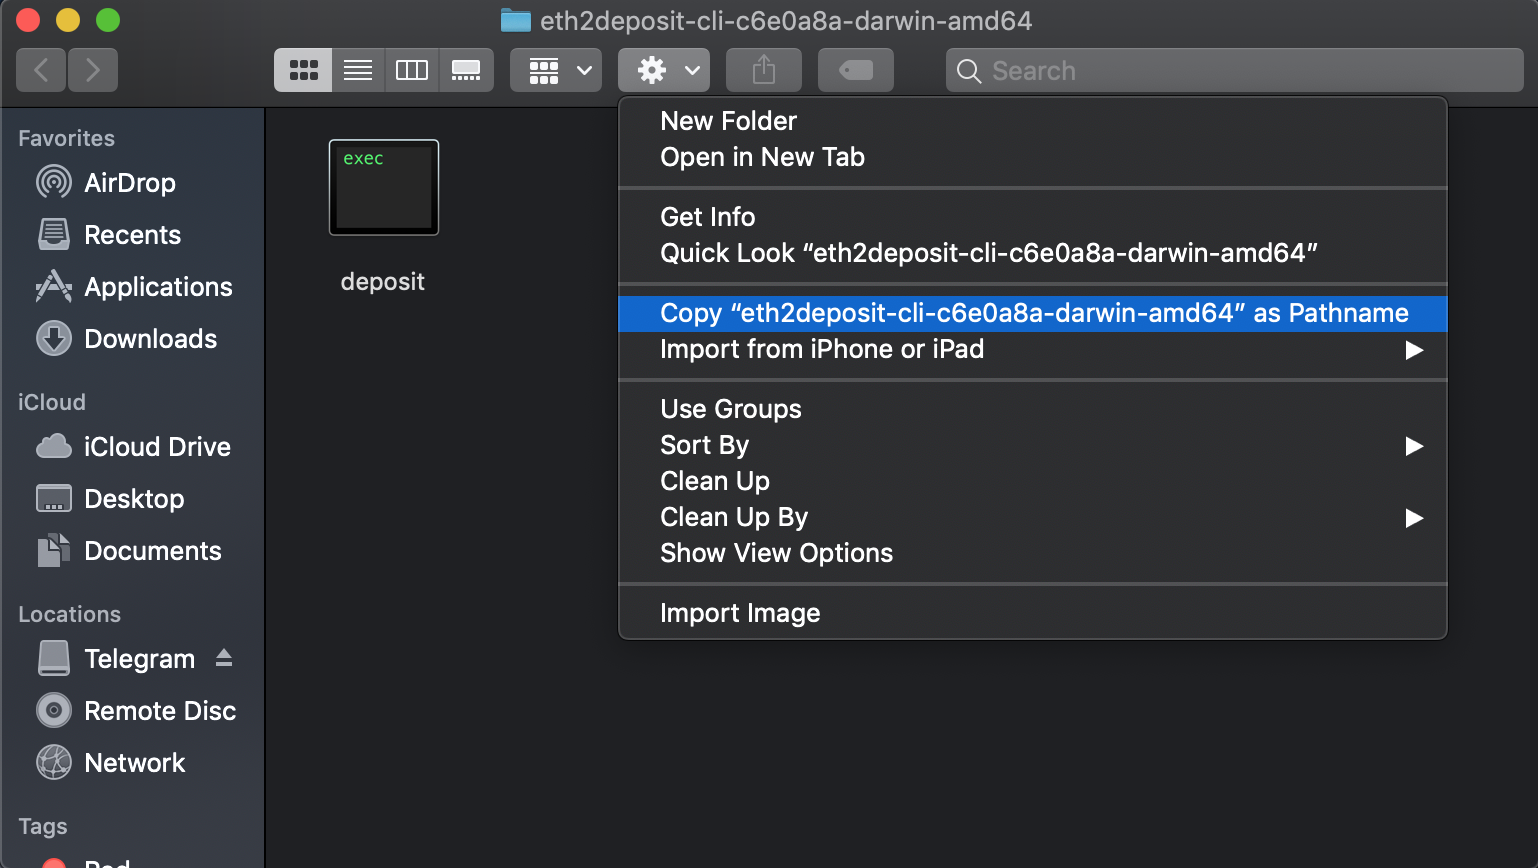 eth2deposit-cli-c6e0a8a-darwin-amd64
Search
Favorites
AirDrop
Recents
Applications
Downloads
iCloud
iCloud Drive
Desktop
Documents
Locations
Telegram
Remote Disc
Network
Tags
Red
exec
deposit
New Folder
Open in New Tab
Get Info
Quick Look “eth2deposit-cli-c6e0a8a-darwin-amd64”
Copy “eth2deposit-cli-c6e0a8a-darwin-amd64” as Pathname
Import from iPhone or iPad
Use Groups
Sort By
Clean Up
Clean Up By
Show View Options
Import Image